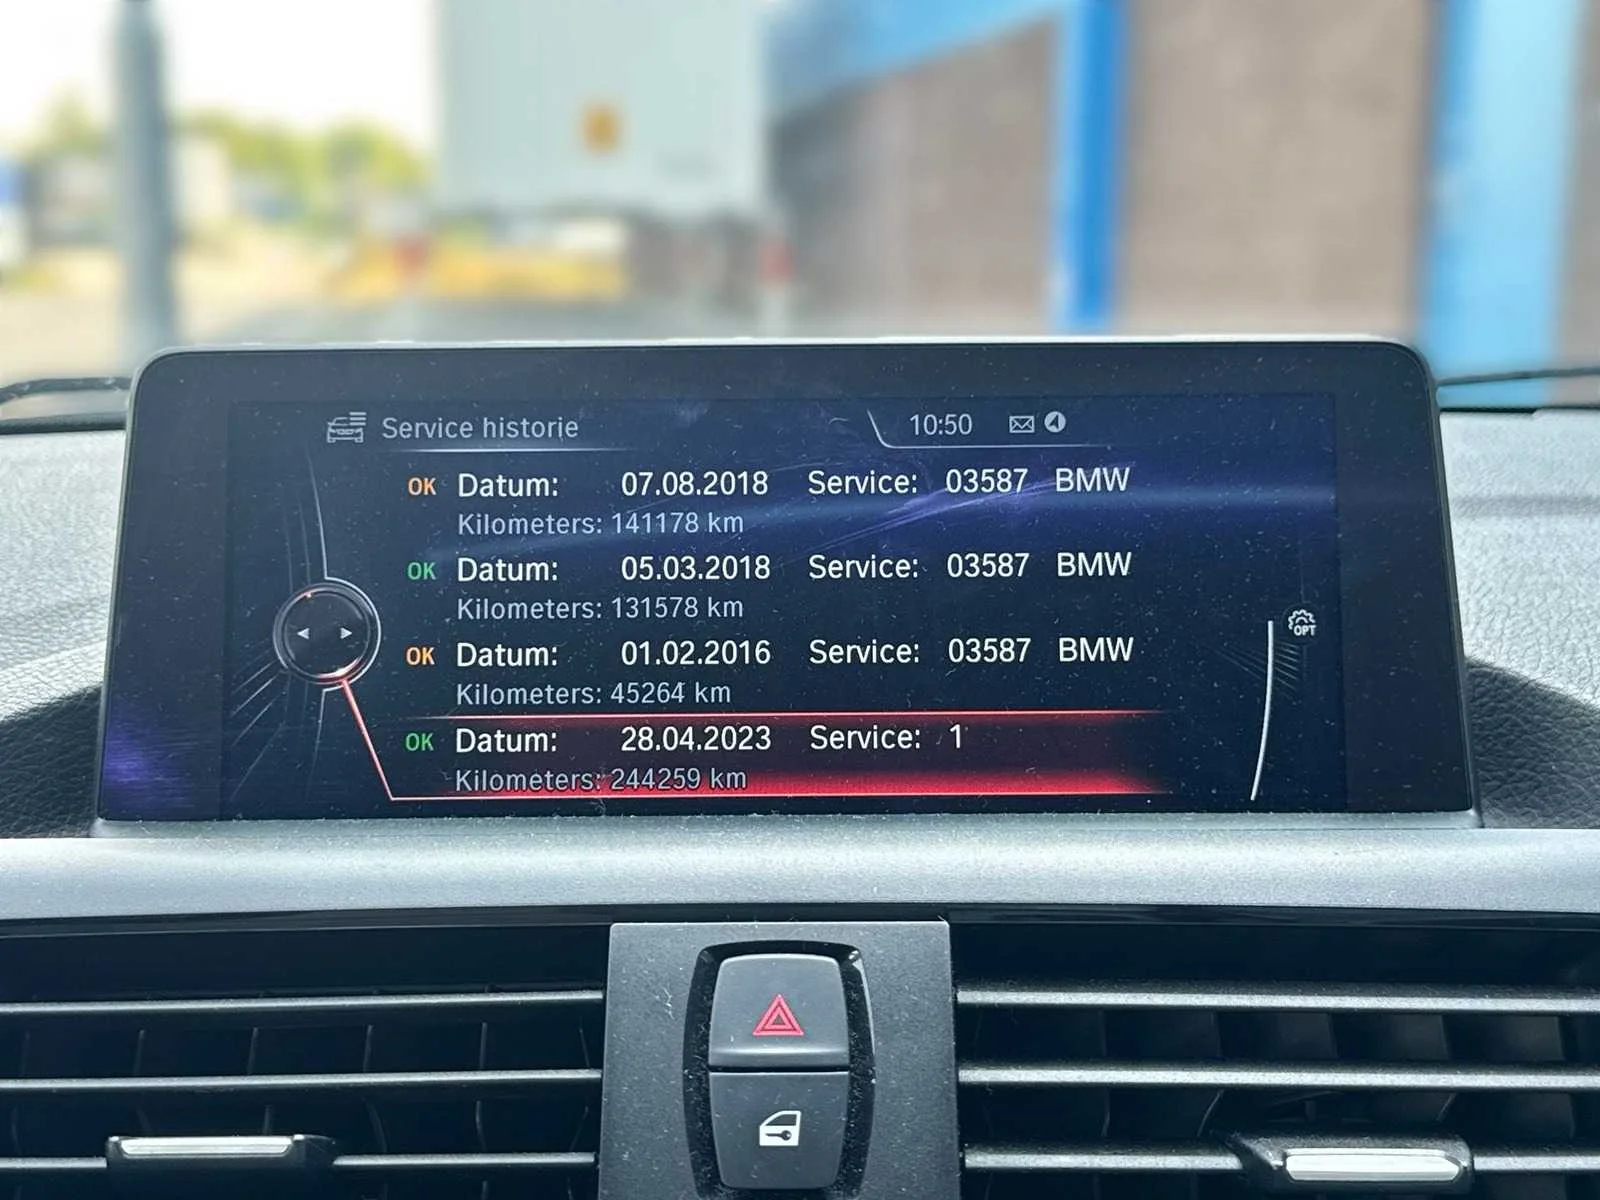 Service historie 10:50
OK Datum: 07.08.2018 Service: 03587 BMW
Kilometers: 141178 km
OK Datum: 05.03.2018 Service: 03587 BMW
Kilometers: 131578 km
OPT
OK Datum: 01.02.2016 Service: 03587 BMW
Kilometers: 45264 km
OK Datum: 28.04.2023 Service: 1
Kilometers: 244259 km